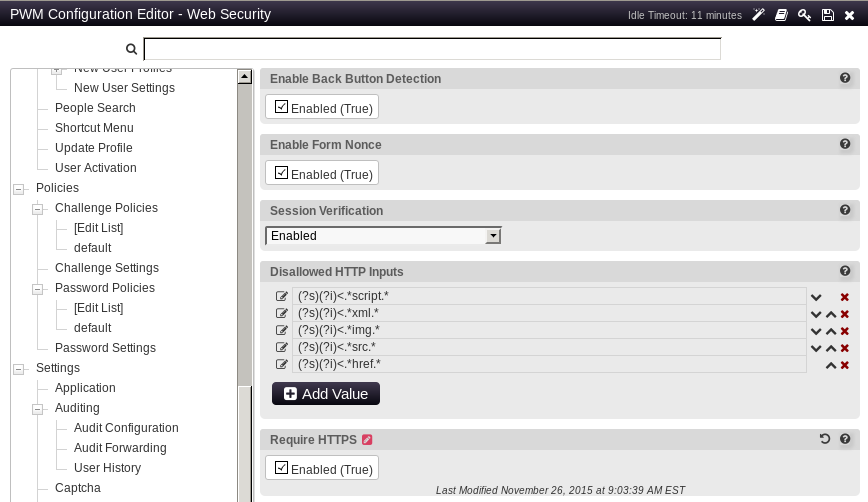 PWM Configuration Editor - Web Security
Idle Timeout: 11 minutes
New User Profiles
New User Settings
People Search
Shortcut Menu
Update Profile
User Activation
Policies
Challenge Policies
[Edit List]
default
Challenge Settings
Password Policies
[Edit List]
default
Password Settings
Settings
Application
Auditing
Audit Configuration
Audit Forwarding
User History
Captcha
Enable Back Button Detection
Enabled (True)
Enable Form Nonce
Enabled (True)
Session Verification
Enabled
Disallowed HTTP Inputs
(?s)(?i)<.*script.*
(?s)(?i)<.*xml.*
(?s)(?i)<.*img.*
(?s)(?i)<.*src.*
(?s)(?i)<.*href.*
Add Value
Require HTTPS
Enabled (True)
Last Modified November 26, 2015 at 9:03:39 AM EST